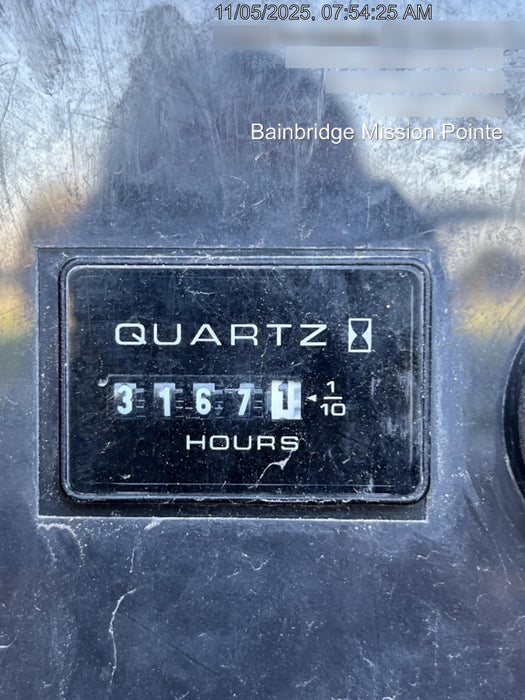 11/05/2025, 07:54:25 AM
Bainbridge Mission Pointe
QUARTZ
31671 ◄ 1/10
HOURS